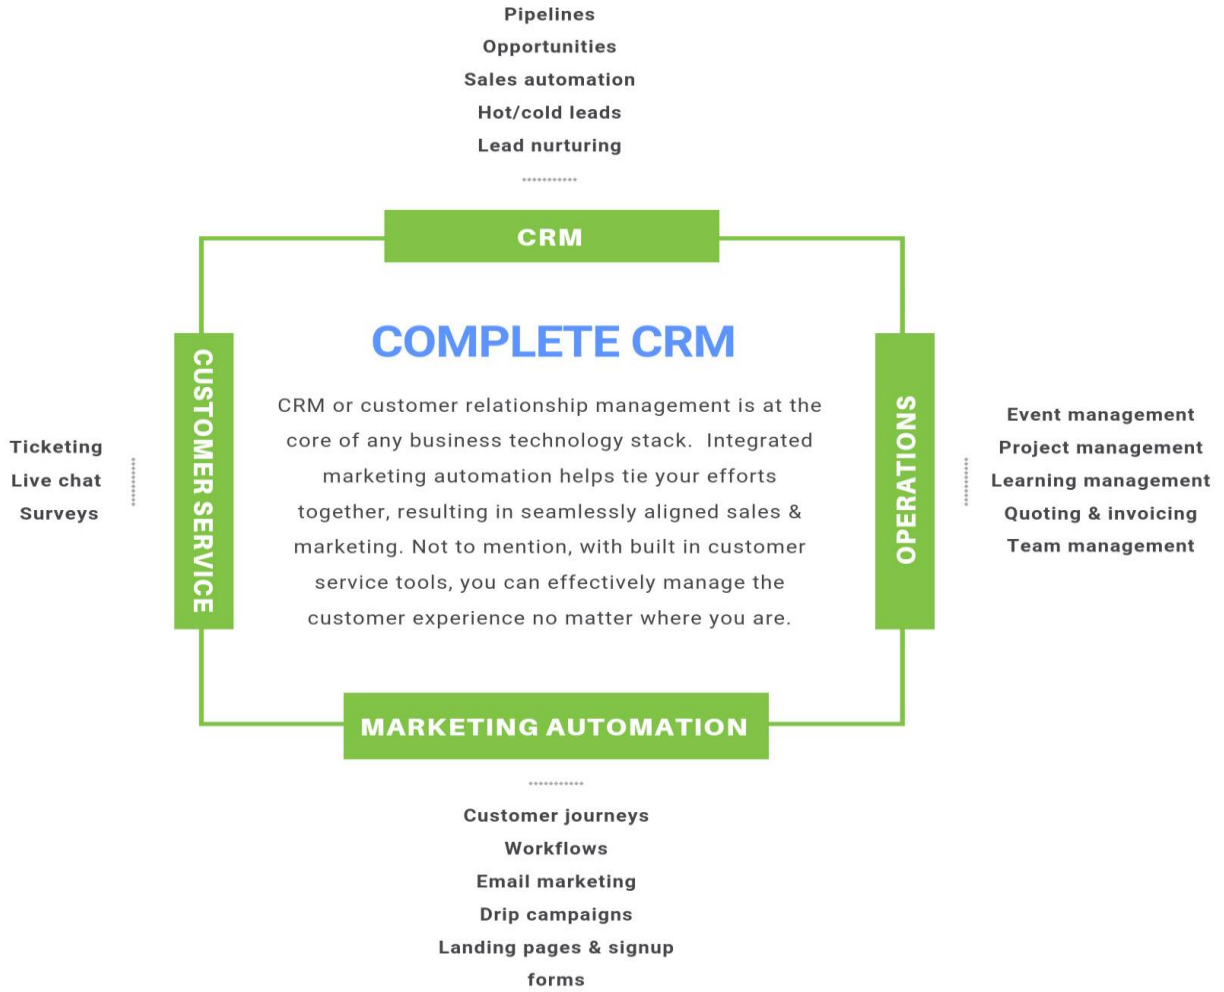 Pipelines
Opportunities
Sales automation
Hot/cold leads
Lead nurturing
CRM
COMPLETE CRM
CRM or customer relationship management is at the
core of any business technology stack.  Integrated
marketing automation helps tie your efforts
together, resulting in seamlessly aligned sales &
marketing. Not to mention, with built in customer
service tools, you can effectively manage the
customer experience no matter where you are.
CUSTOMER SERVICE
Ticketing
Live chat
Surveys
OPERATIONS
Event management
Project management
Learning management
Quoting & invoicing
Team management
MARKETING AUTOMATION
Customer journeys
Workflows
Email marketing
Drip campaigns
Landing pages & signup
forms